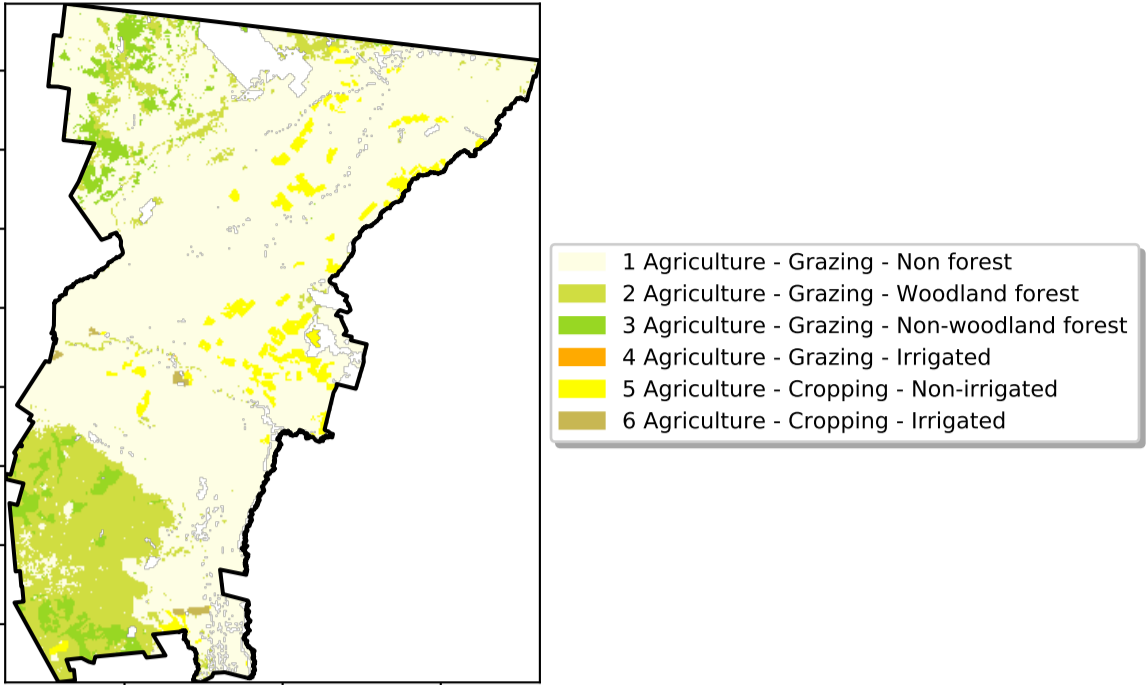 1 Agriculture - Grazing - Non forest
2 Agriculture - Grazing - Woodland forest
3 Agriculture - Grazing - Non-woodland forest
4 Agriculture - Grazing - Irrigated
5 Agriculture - Cropping - Non-irrigated
6 Agriculture - Cropping - Irrigated